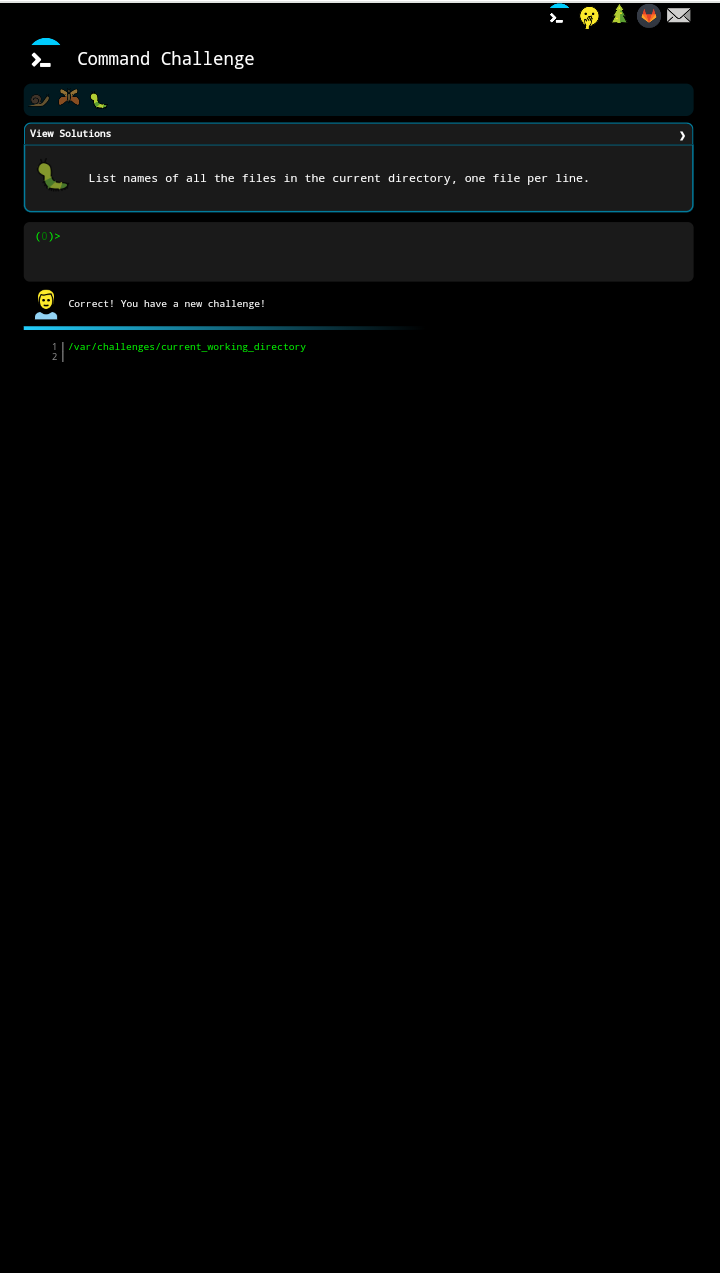 Command Challenge
View Solutions
List names of all the files in the current directory, one file per line.
(0)>
Correct! You have a new challenge!
1 /var/challenges/current_working_directory
2